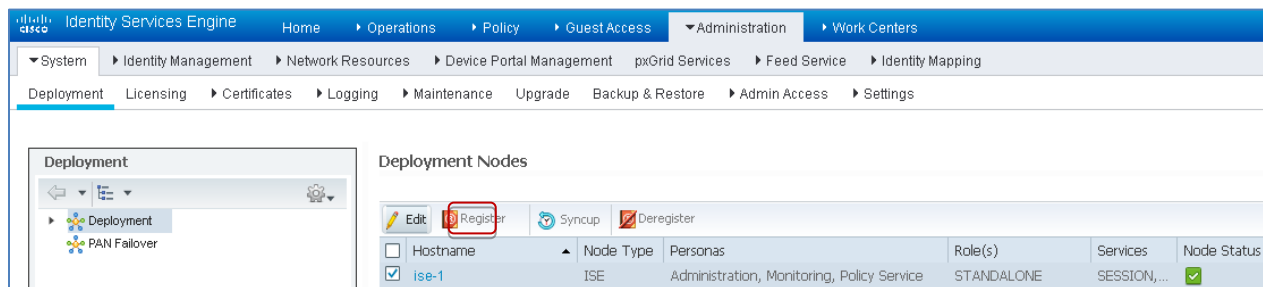 cisco Identity Services Engine Home Operations Policy Guest Access Administration Work Centers
System Identity Management Network Resources Device Portal Management pxGrid Services Feed Service Identity Mapping
Deployment Licensing Certificates Logging Maintenance Upgrade Backup & Restore Admin Access Settings
Deployment
Deployment
PAN Failover
Deployment Nodes
Edit Register Syncup Deregister
Hostname Node Type Personas Role(s) Services Node Status
ise-1 ISE Administration, Monitoring, Policy Service STANDALONE SESSION,...